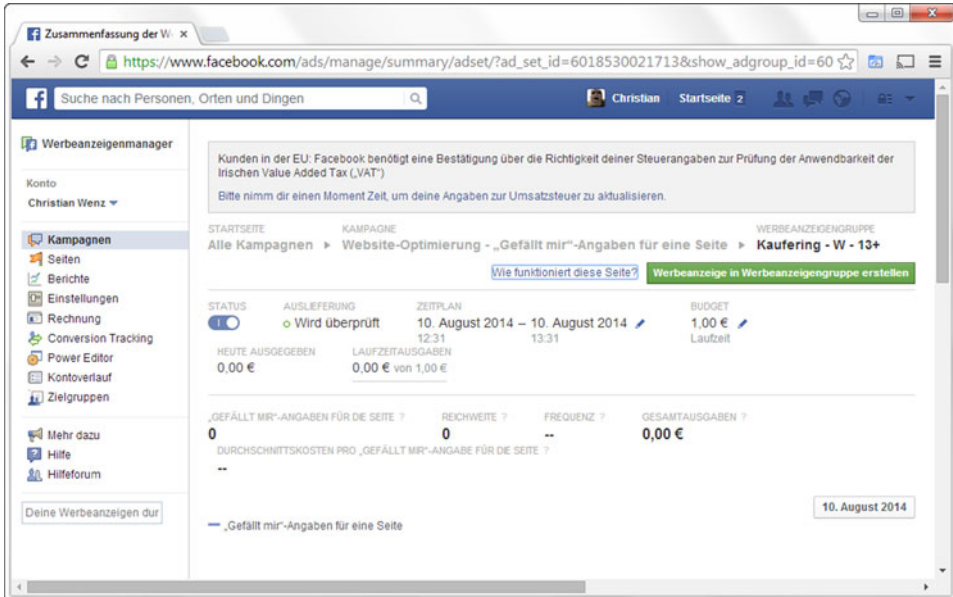 Zusammenfassung der W
https://www.facebook.com/ads/manage/summary/adset/?ad_set_id=6018530021713&show_adgroup_id=60
Suche nach Personen, Orten und Dingen
Christian Startseite 2
Werbeanzeigenmanager
Konto
Christian Wenz
Kampagnen
Seiten
Berichte
Einstellungen
Rechnung
Conversion Tracking
Power Editor
Kontoverlauf
Zielgruppen
Mehr dazu
Hilfe
Hilfeforum
Deine Werbeanzeigen dur
Kunden in der EU: Facebook benötigt eine Bestätigung über die Richtigkeit deiner Steuerangaben zur Prüfung der Anwendbarkeit der
Irischen Value Added Tax („VAT“)
Bitte nimm dir einen Moment Zeit, um deine Angaben zur Umsatzsteuer zu aktualisieren.
STARTSEITE KAMPAGNE WERBEANZEIGENGRUPPE
Alle Kampagnen Website-Optimierung - „Gefällt mir“-Angaben für eine Seite Kaufering - W - 13+
Wie funktioniert diese Seite? Werbeanzeige in Werbeanzeigengruppe erstellen
STATUS AUSLIEFERUNG ZEITPLAN BUDGET
Wird überprüft 10. August 2014 – 10. August 2014 1,00 €
12:31 13:31 Laufzeit
HEUTE AUSGEGEBEN LAUFZEITAUSGABEN
0,00 € 0,00 € von 1,00 €
„GEFÄLLT MIR“-ANGABEN FÜR DIE SEITE ? REICHWEITE ? FREQUENZ ? GESAMTAUSGABEN ?
0 0 -- 0,00 €
DURCHSCHNITTSKOSTEN PRO „GEFÄLLT MIR“-ANGABE FÜR DIE SEITE ?
--
10. August 2014
„Gefällt mir“-Angaben für eine Seite